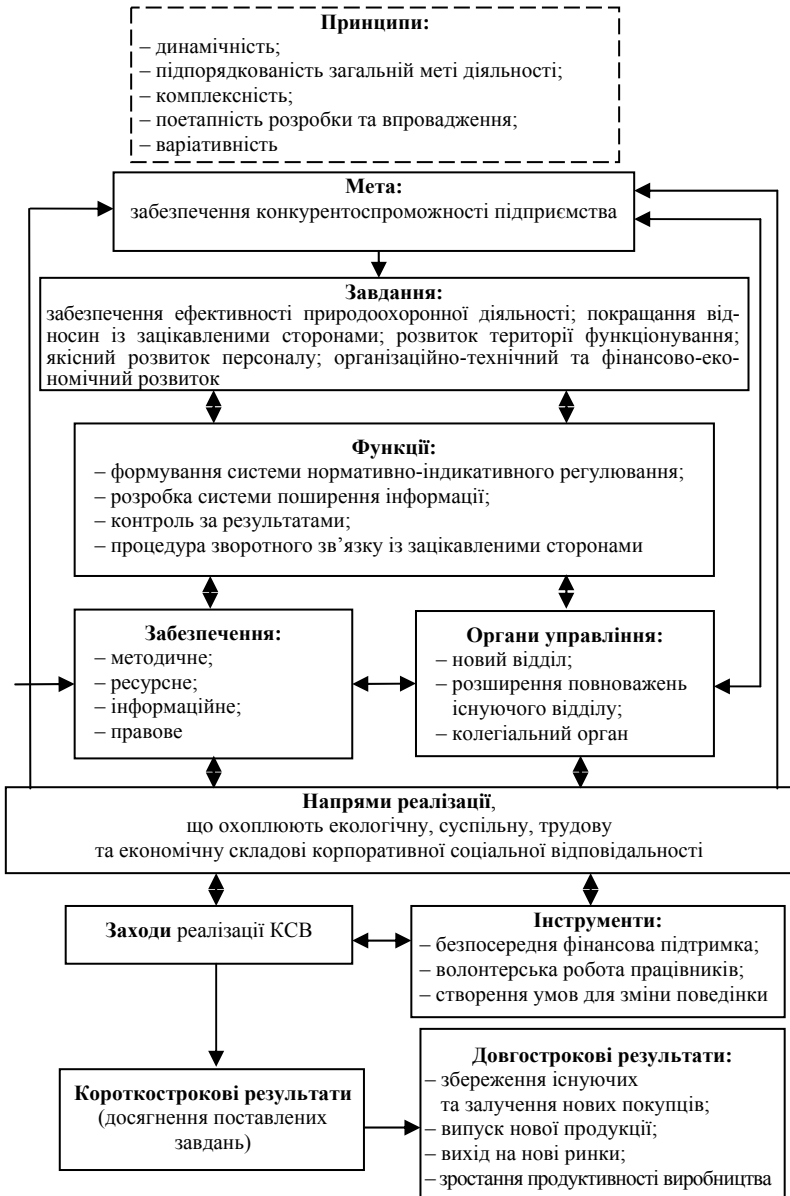 Принципи:
– динамічність;
– підпорядкованість загальній меті діяльності;
– комплексність;
– поетапність розробки та впровадження;
– варіативність
Мета:
забезпечення конкурентоспроможності підприємства
Завдання:
забезпечення ефективності природоохоронної діяльності; покращання від-
носин із зацікавленими сторонами; розвиток території функціонування;
якісний розвиток персоналу; організаційно-технічний та фінансово-еко-
номічний розвиток
Функції:
– формування системи нормативно-індикативного регулювання;
– розробка системи поширення інформації;
– контроль за результатами;
– процедура зворотного зв’язку із зацікавленими сторонами
Забезпечення:
– методичне;
– ресурсне;
– інформаційне;
– правове
Органи управління:
– новий відділ;
– розширення повноважень
існуючого відділу;
– колегіальний орган
Напрями реалізації,
що охоплюють екологічну, суспільну, трудову
та економічну складові корпоративної соціальної відповідальності
Заходи реалізації КСВ
Інструменти:
– безпосередня фінансова підтримка;
– волонтерська робота працівників;
– створення умов для зміни поведінки
Короткострокові результати
(досягнення поставлених
завдань)
Довгострокові результати:
– збереження існуючих
та залучення нових покупців;
– випуск нової продукції;
– вихід на нові ринки;
– зростання продуктивності виробництва